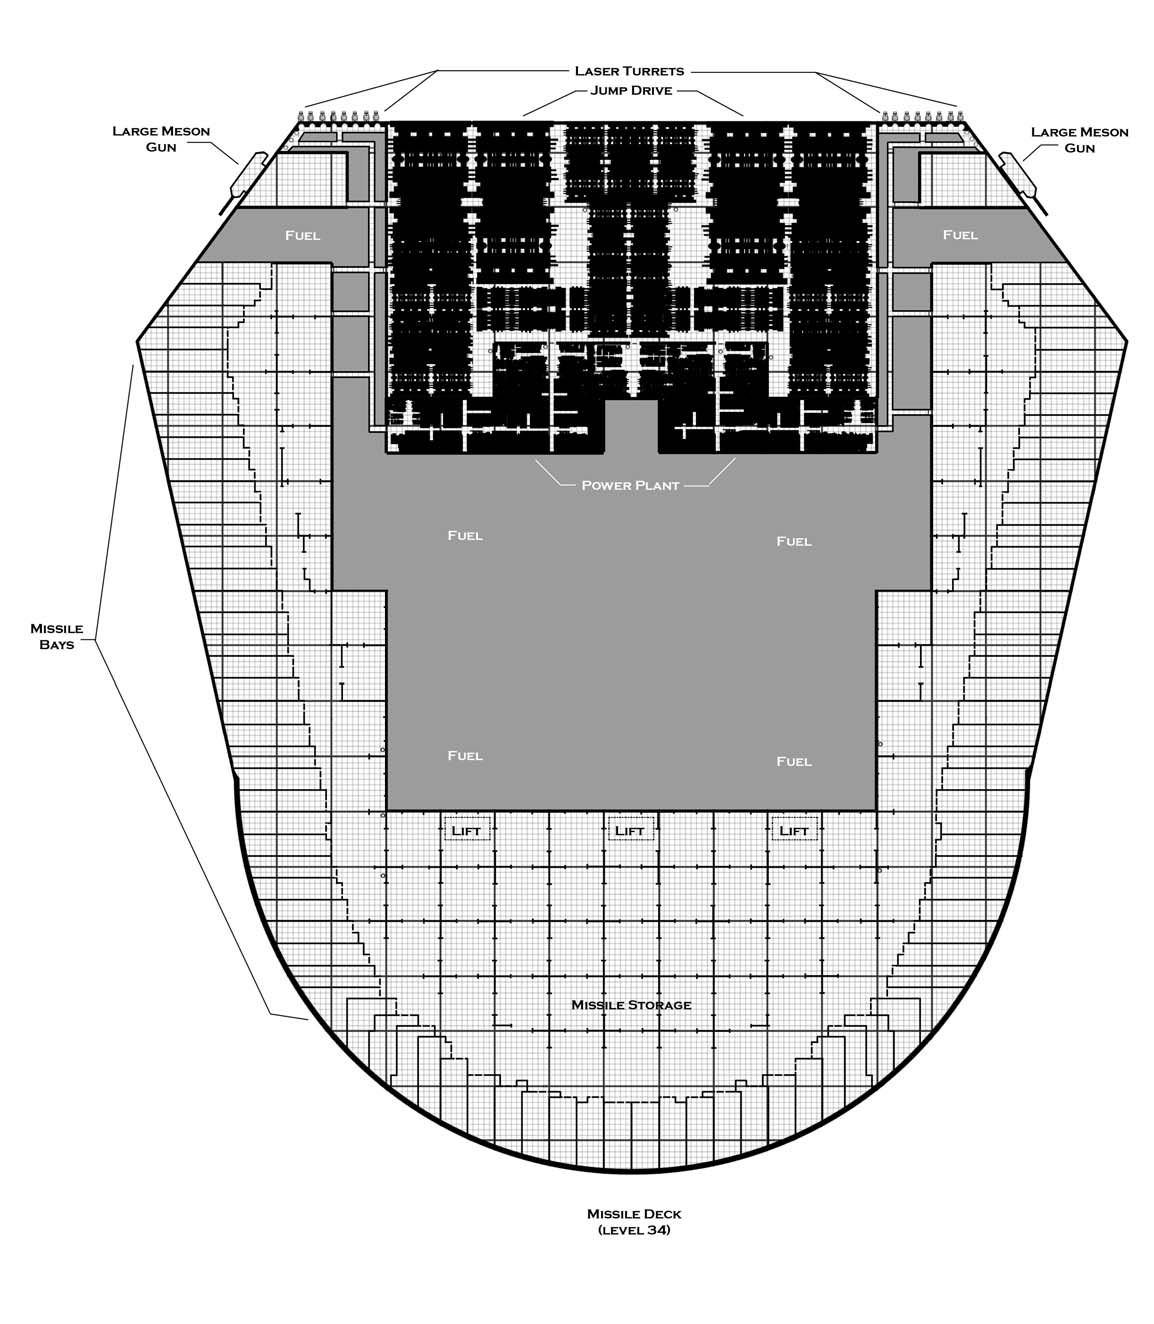 Laser Turrets
Jump Drive
Large Meson
Gun
Large Meson
Gun
Fuel
Fuel
Power Plant
Fuel
Fuel
Missile
Bays
Fuel
Fuel
Lift
Lift
Lift
Missile Storage
Missile Deck
(level 34)